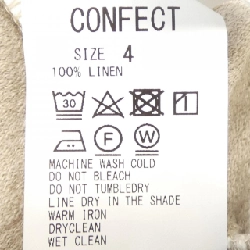 CONFECT
SIZE 4
100% LINEN
30
F W
MACHINE WASH COLD
DO NOT BLEACH
DO NOT TUMBLEDRY
LINE DRY IN THE SHADE
WARM IRON
DRYCLEAN
WET CLEAN